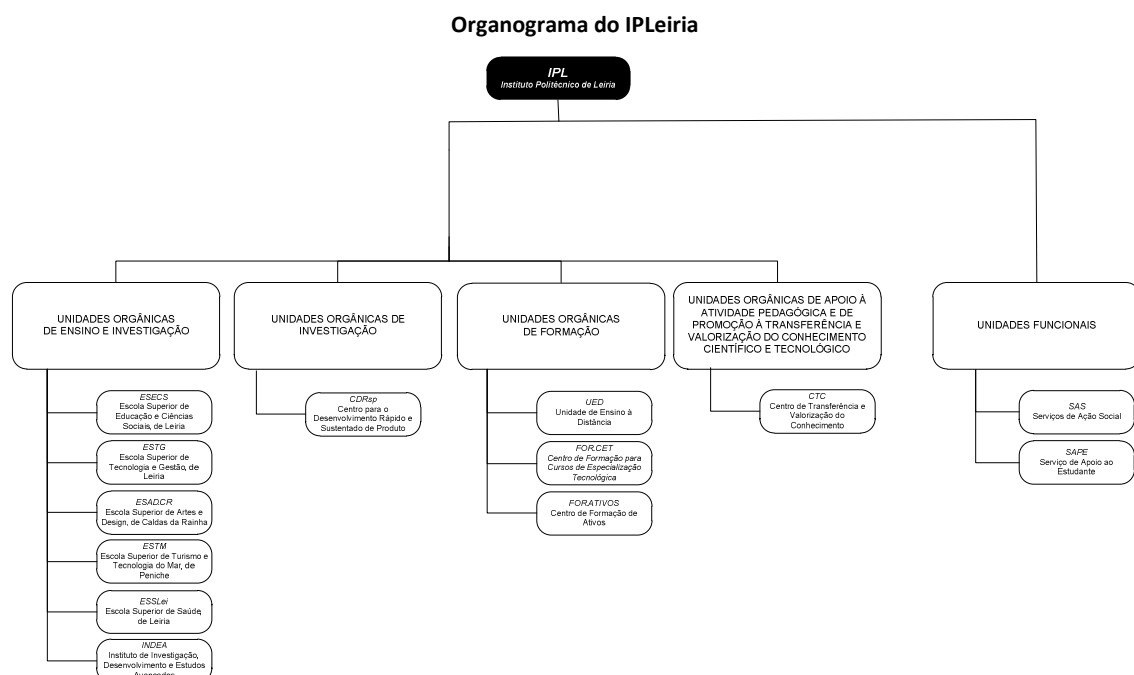 Organograma do IPLeiria
IPL
Instituto Politécnico de Leiria
UNIDADES ORGÂNICAS
DE ENSINO E INVESTIGAÇÃO
UNIDADES ORGÂNICAS DE
INVESTIGAÇÃO
UNIDADES ORGÂNICAS
DE FORMAÇÃO
UNIDADES ORGÂNICAS DE APOIO À
ATIVIDADE PEDAGÓGICA E DE
PROMOÇÃO À TRANSFERÊNCIA E
VALORIZAÇÃO DO CONHECIMENTO
CIENTÍFICO E TECNOLÓGICO
UNIDADES FUNCIONAIS
ESECS
Escola Superior de
Educação e Ciências
Sociais, de Leiria
ESTG
Escola Superior de
Tecnologia e Gestão, de
Leiria
ESAD.CR
Escola Superior de Artes e
Design, de Caldas da Rainha
ESTM
Escola Superior de Turismo e
Tecnologia do Mar, de
Peniche
ESSLei
Escola Superior de Saúde,
de Leiria
INDEA
Instituto de Investigação,
Desenvolvimento e Estudos
Avançados
CDRsp
Centro para o
Desenvolvimento Rápido e
Sustentado de Produto
UED
Unidade de Ensino à
Distância
FOR.CET
Centro de Formação para
Cursos de Especialização
Tecnológica
FOR.ATIVOS
Centro de Formação de
Ativos
CTC
Centro de Transferência e
Valorização do
Conhecimento
SAS
Serviços de Ação Social
SAPE
Serviço de Apoio ao
Estudante